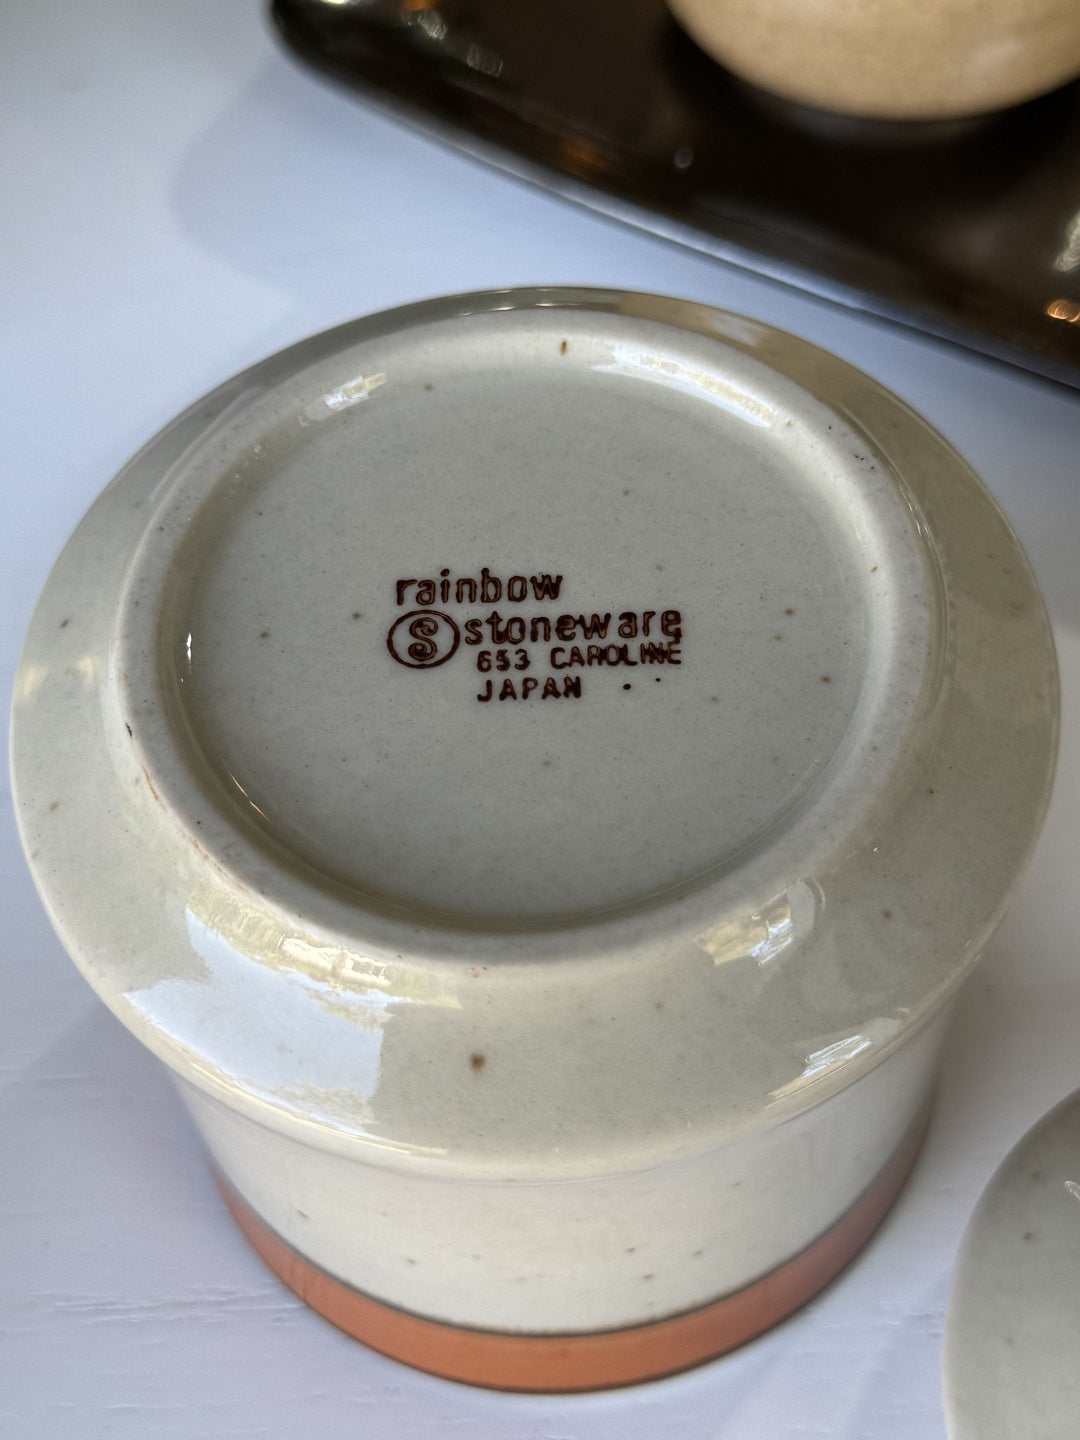 rainbow
S stoneware
653 CAROLINE
JAPAN